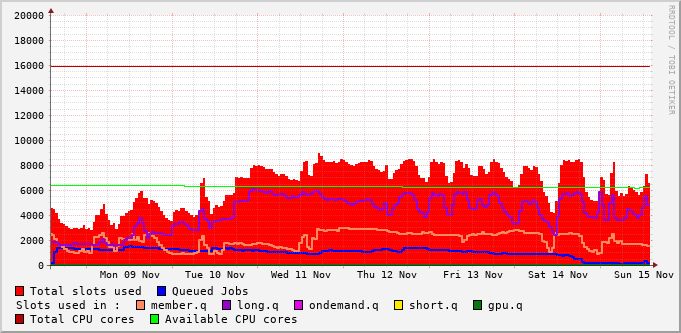 RRDTOOL / TOBI OETIKER
20000
18000
16000
14000
12000
10000
8000
6000
4000
2000
0
Mon 09 Nov Tue 10 Nov Wed 11 Nov Thu 12 Nov Fri 13 Nov Sat 14 Nov Sun 15 Nov
Total slots used Queued Jobs
Slots used in : member.q long.q ondemand.q short.q gpu.q
Total CPU cores Available CPU cores